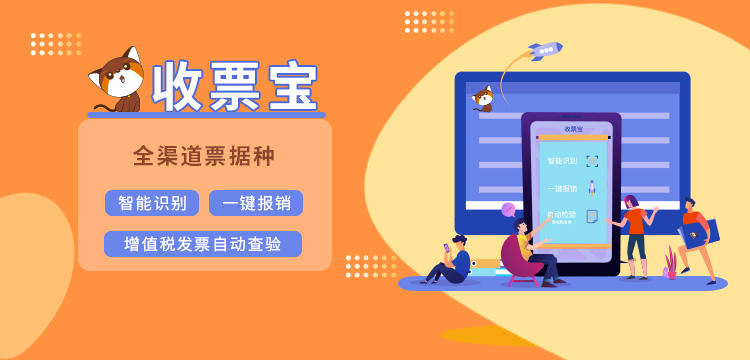 收票宝
全渠道票据种
智能识别
一键报销
增值税发票自动查验
收票宝
智能识别
一键报销
自动检验